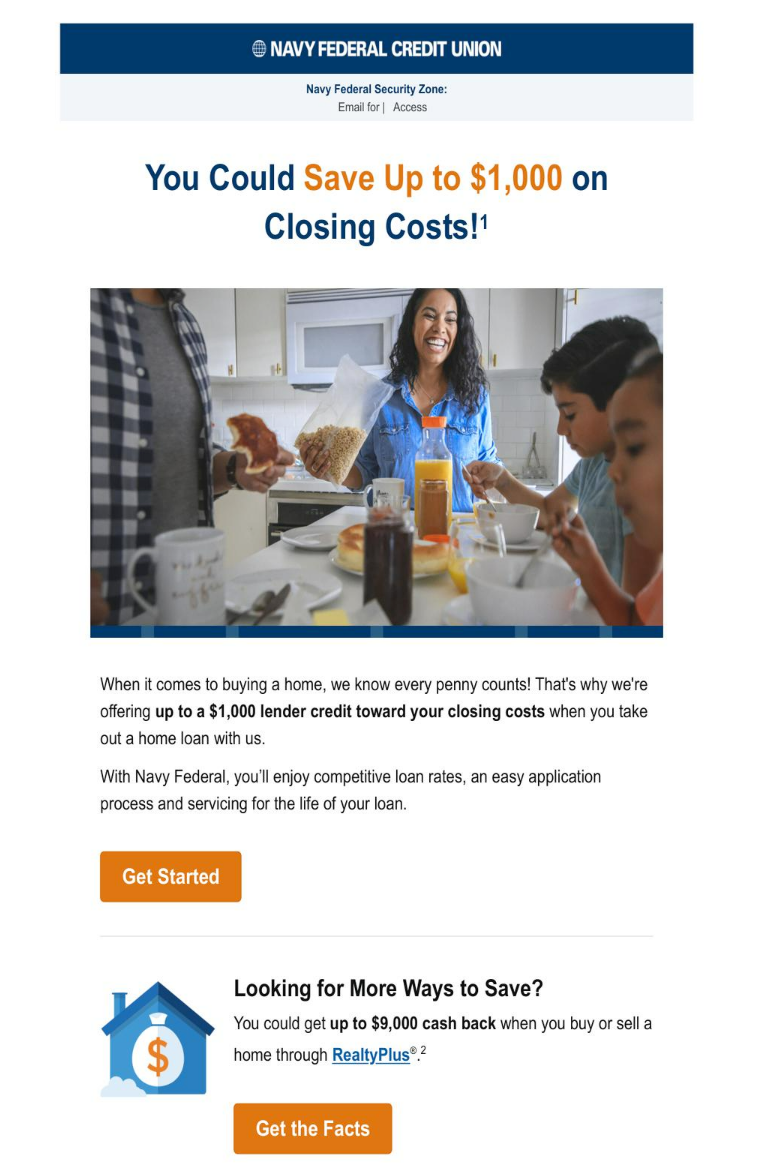 NAVY FEDERAL CREDIT UNION
Navy Federal Security Zone:
Email for | Access
You Could Save Up to $1,000 on
Closing Costs!¹
When it comes to buying a home, we know every penny counts! That's why we're
offering up to a $1,000 lender credit toward your closing costs when you take
out a home loan with us.
With Navy Federal, you’ll enjoy competitive loan rates, an easy application
process and servicing for the life of your loan.
Get Started
$
Looking for More Ways to Save?
You could get up to $9,000 cash back when you buy or sell a
home through RealtyPlus®.²
Get the Facts